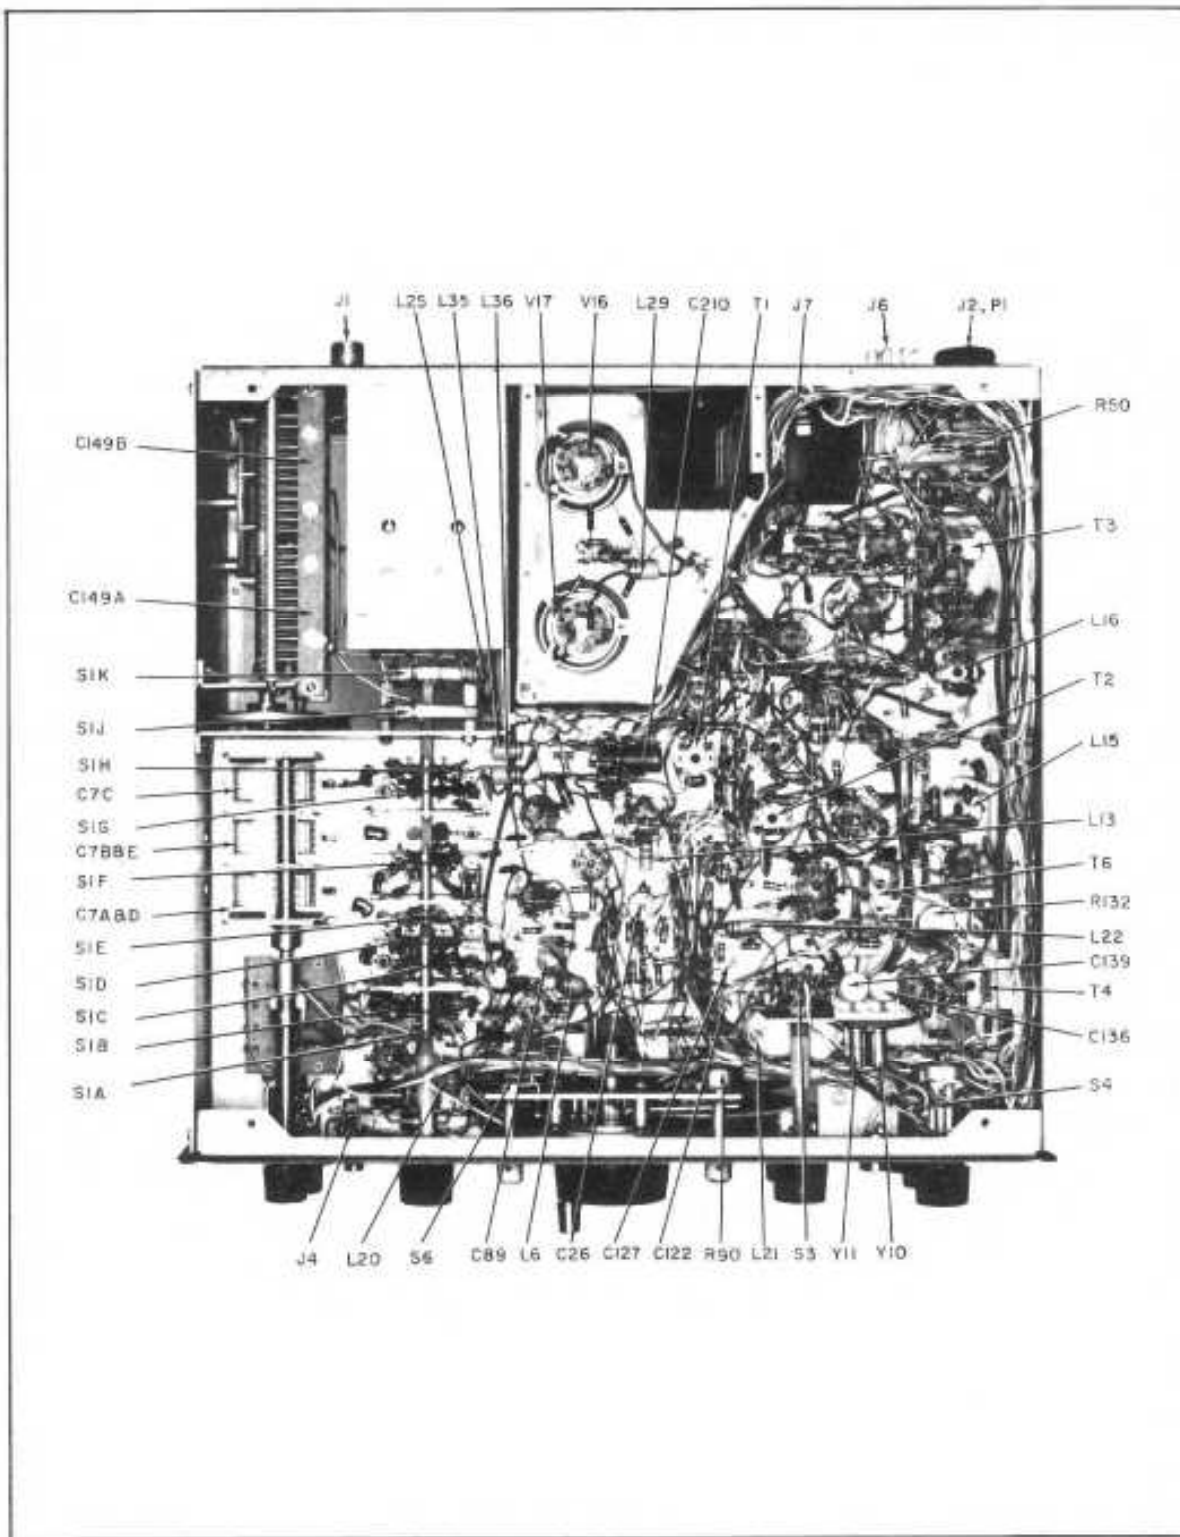 J1 L25 L35 L36 V17 V16 L29 C210 T1 J7 J6 J2, P1
R50
C149B
T3
C149A
L16
S1K
T2
S1J
S1H
L15
C7C
S1G
L13
C7B&E
T6
S1F
R132
C7A&D
L22
S1E
C139
S1D
T4
S1C
C136
S1B
S4
S1A
J4 L20 S6 C89 L6 C26 C127 C122 R90 L21 S3 Y11 Y10